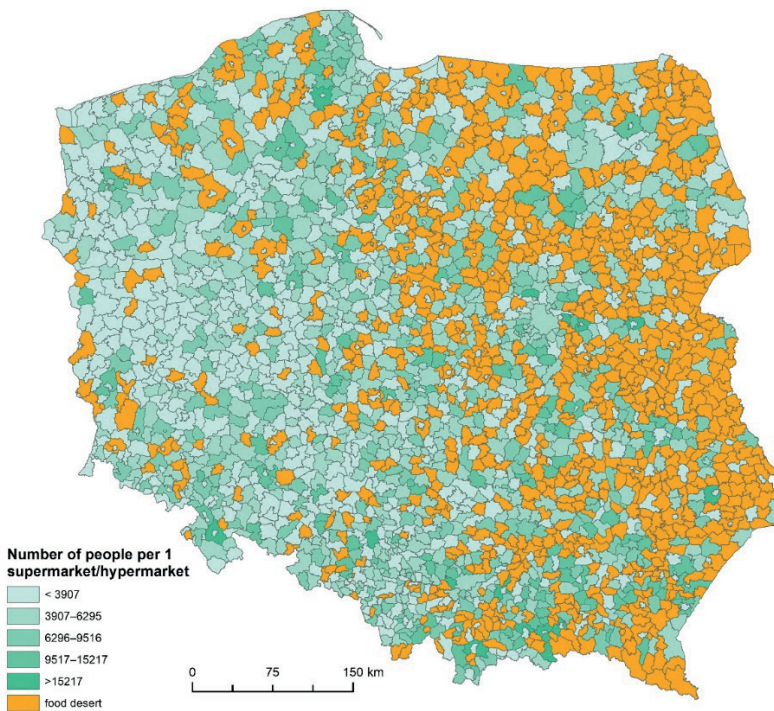 Number of people per 1
supermarket/hypermarket
< 3907
3907–6295
6296–9516
9517–15217
>15217
food desert
0 75 150 km